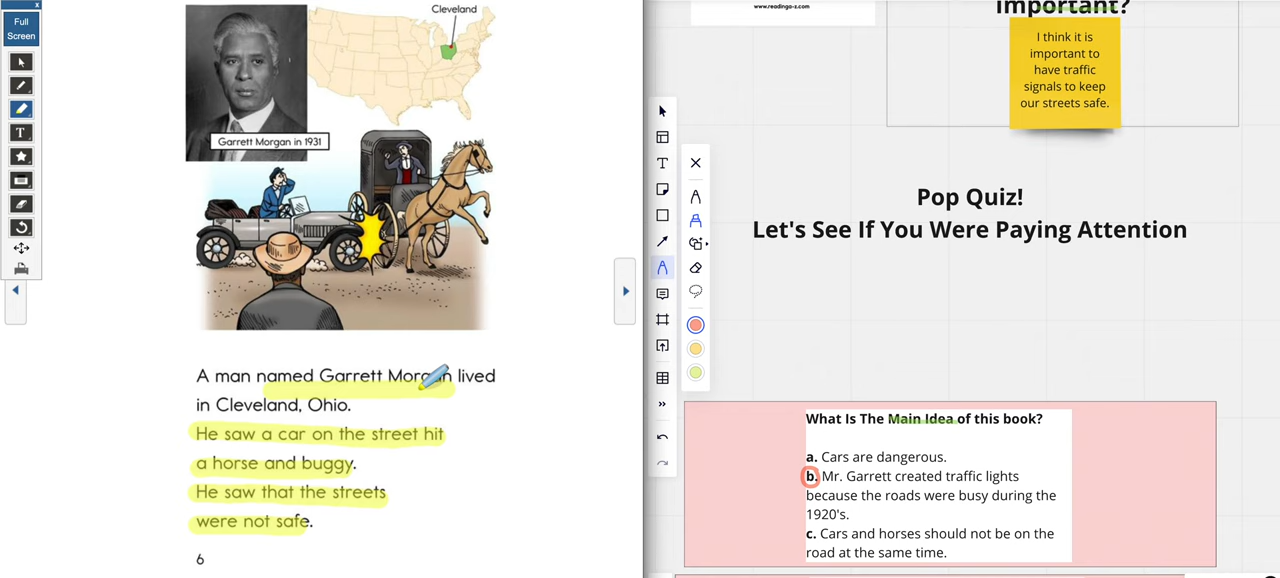 x
Full
Screen
T
Cleveland
Garrett Morgan in 1931
A man named Garrett Morgan lived
in Cleveland, Ohio.
He saw a car on the street hit
a horse and buggy.
He saw that the streets
were not safe.
6
www.readinga-z.com
important?
I think it is
important to
have traffic
signals to keep
our streets safe.
T
Pop Quiz!
Let's See If You Were Paying Attention
What Is The Main Idea of this book?
a. Cars are dangerous.
b. Mr. Garrett created traffic lights
because the roads were busy during the
1920's.
c. Cars and horses should not be on the
road at the same time.